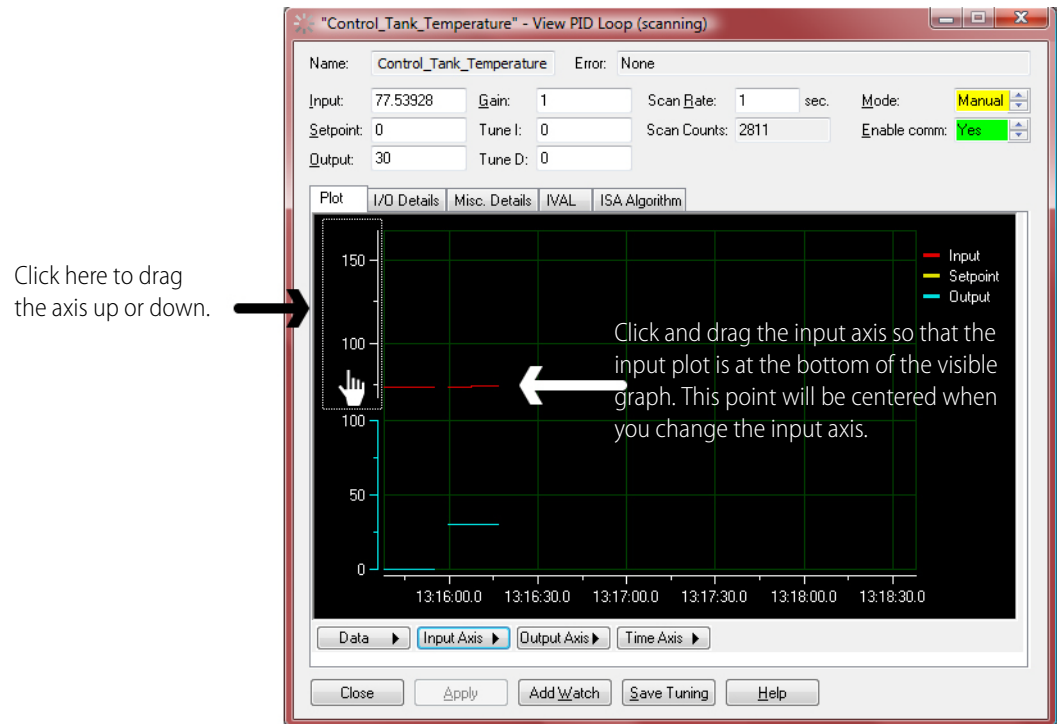 "Control_Tank_Temperature" - View PID Loop (scanning)
Name: Control_Tank_Temperature Error: None
Input: 77.53928 Gain: 1 Scan Rate: 1 sec. Mode: Manual
Setpoint: 0 Tune I: 0 Scan Counts: 2811 Enable comm: Yes
Output: 30 Tune D: 0
Plot I/O Details Misc. Details IVAL ISA Algorithm
150
Input
Setpoint
Output
Click here to drag
the axis up or down.
100
Click and drag the input axis so that the
input plot is at the bottom of the visible
graph. This point will be centered when
you change the input axis.
100
50
0
13:16:00.0 13:16:30.0 13:17:00.0 13:17:30.0 13:18:00.0 13:18:30.0
Data Input Axis Output Axis Time Axis
Close Apply Add Watch Save Tuning Help